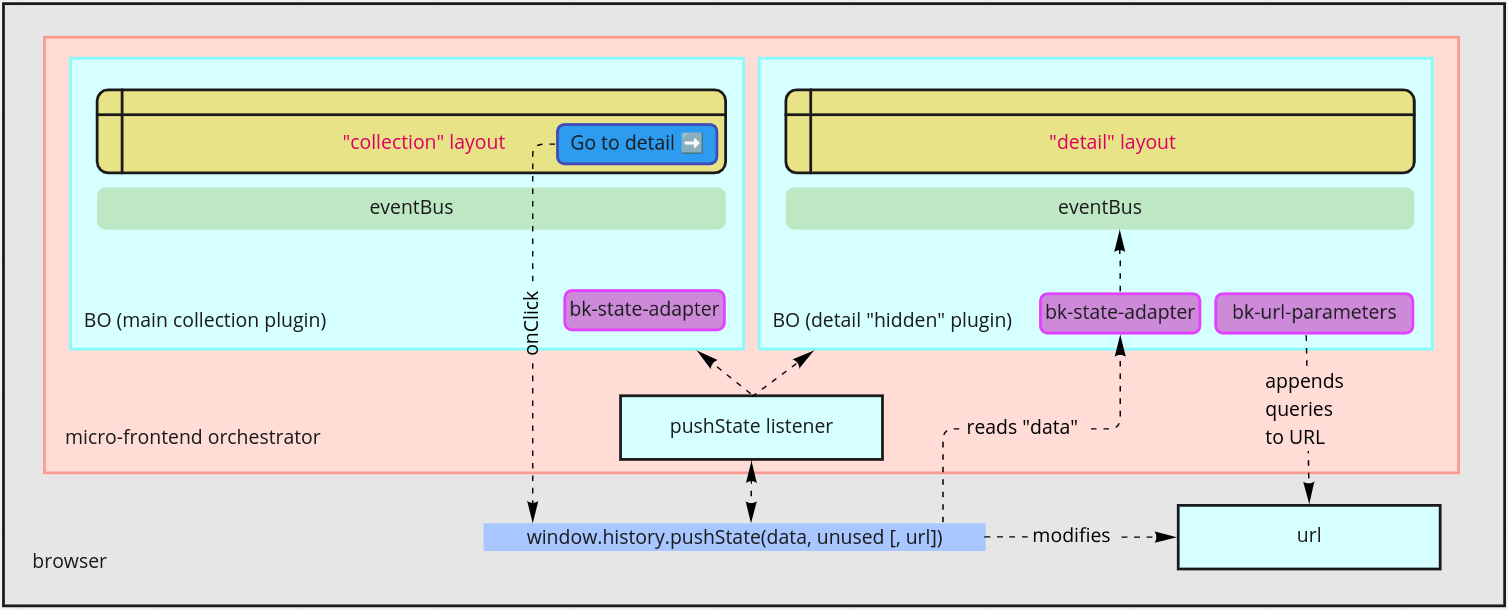 "collection" layout
Go to detail ➡️
eventBus
onClick
bk-state-adapter
BO (main collection plugin)
"detail" layout
eventBus
bk-state-adapter
bk-url-parameters
BO (detail "hidden" plugin)
appends
queries
to URL
pushState listener
reads "data"
micro-frontend orchestrator
window.history.pushState(data, unused [, url])
modifies
url
browser